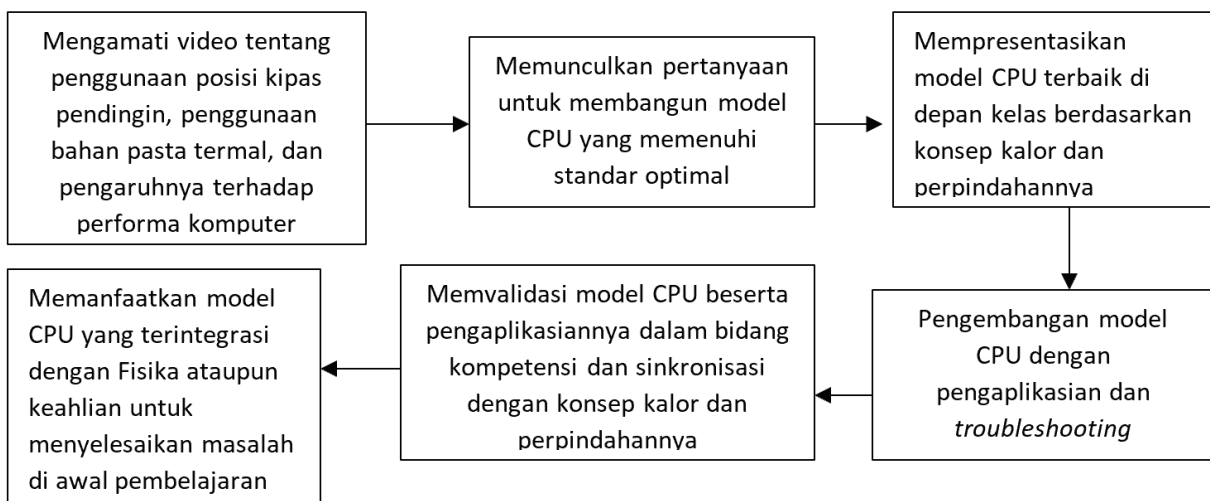 Mengamati video tentang
penggunaan posisi kipas
pendingin, penggunaan
bahan pasta termal, dan
pengaruhnya terhadap
performa komputer
Memunculkan pertanyaan
untuk membangun model
CPU yang memenuhi
standar optimal
Mempresentasikan
model CPU terbaik di
depan kelas berdasarkan
konsep kalor dan
perpindahannya
Pengembangan model
CPU dengan
pengaplikasian dan
troubleshooting
Memvalidasi model CPU beserta
pengaplikasiannya dalam bidang
kompetensi dan sinkronisasi
dengan konsep kalor dan
perpindahannya
Memanfaatkan model
CPU yang terintegrasi
dengan Fisika ataupun
keahlian untuk
menyelesaikan masalah
di awal pembelajaran